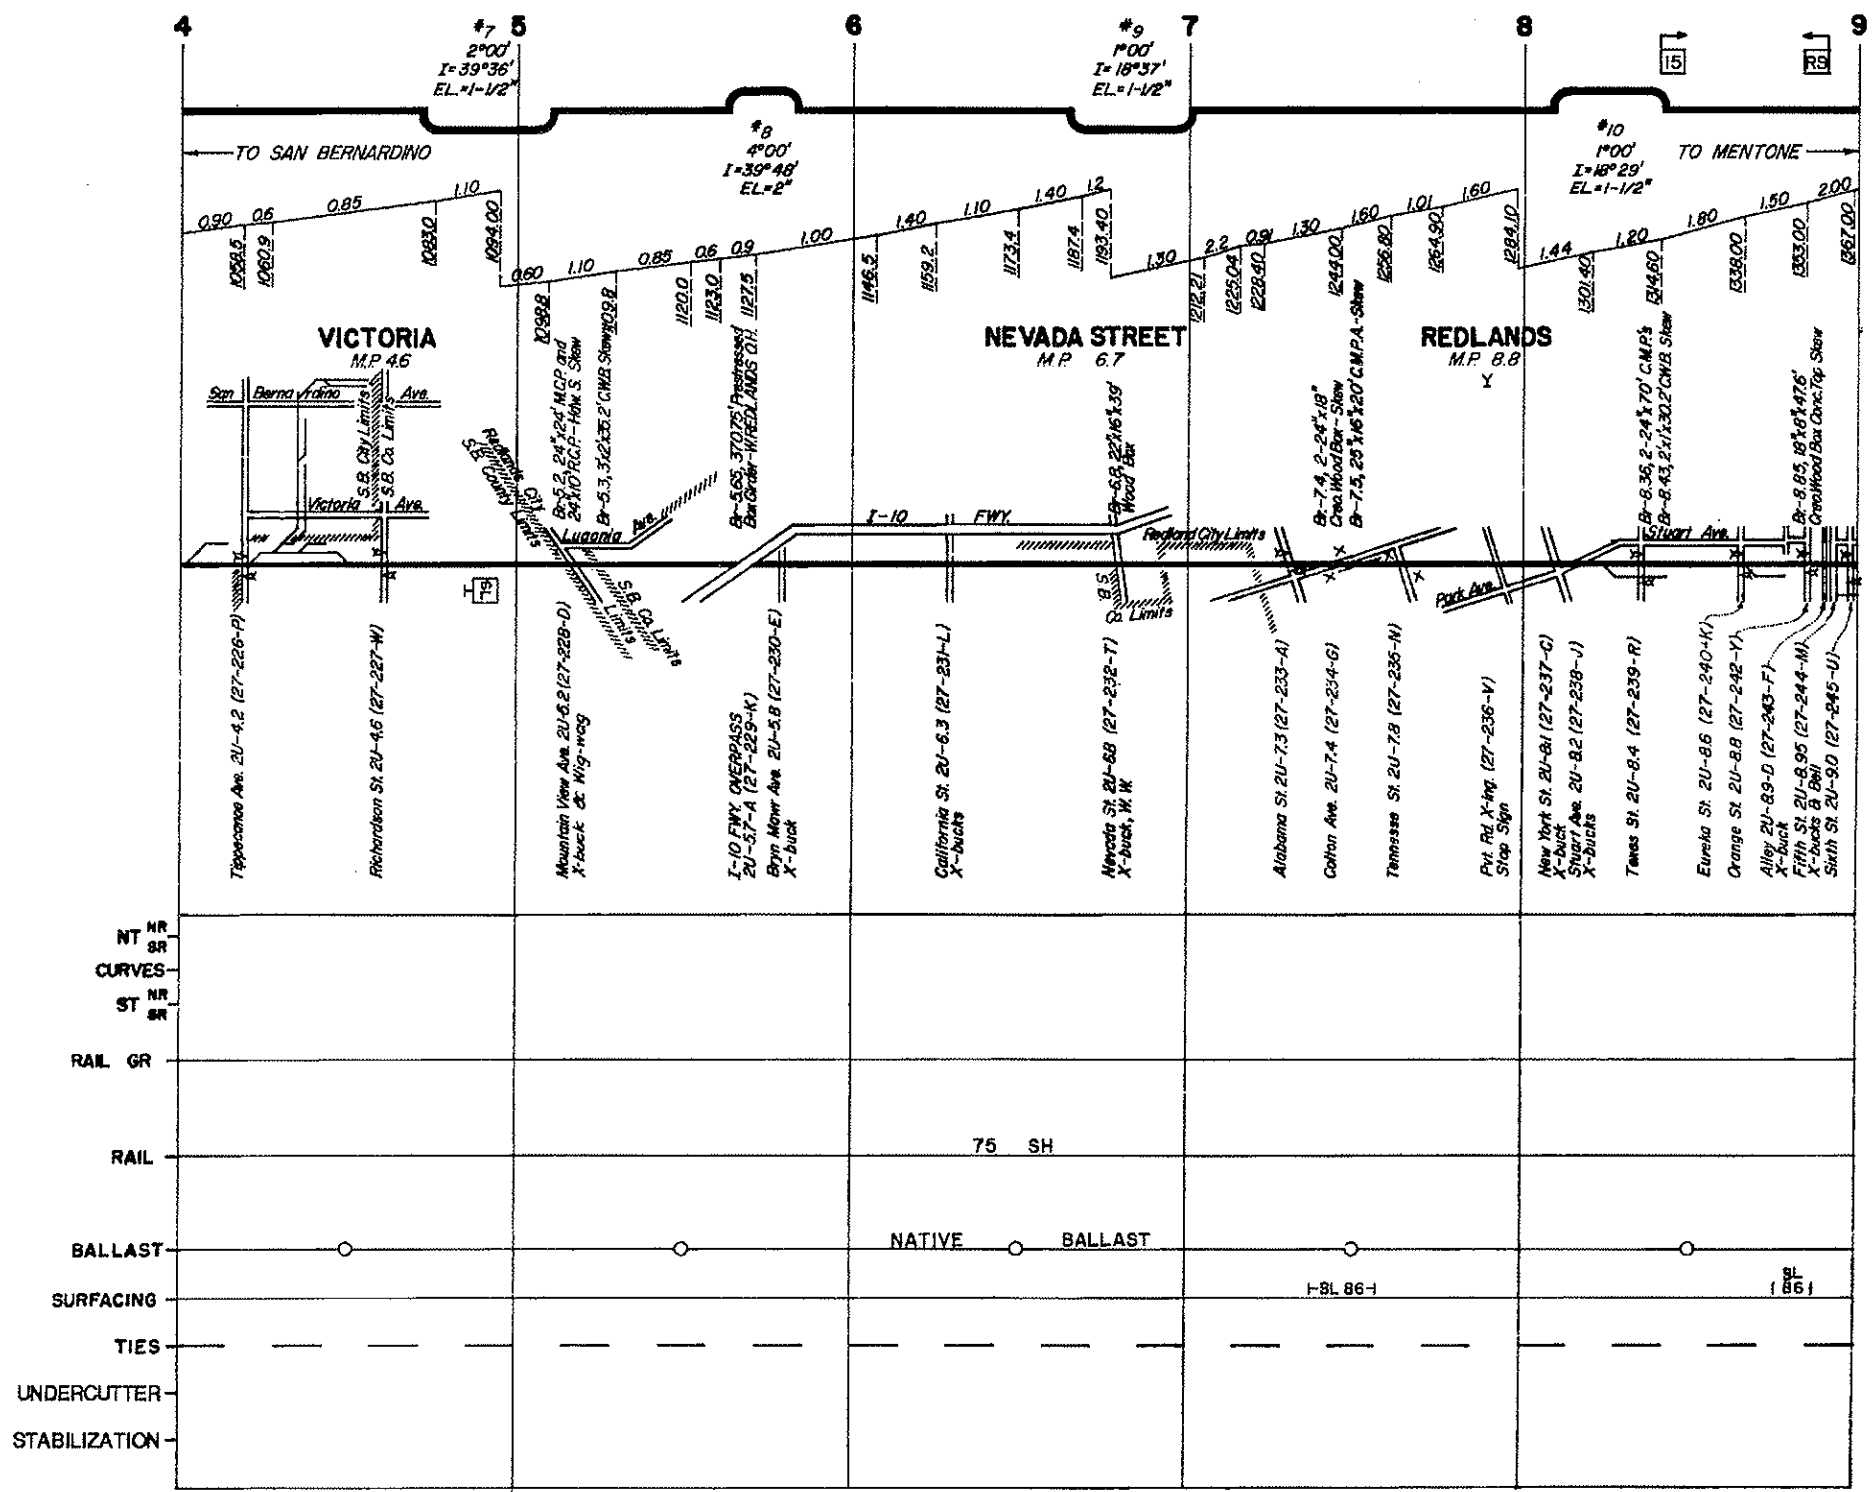 4 5 6 7 8 9
#7
2°00'
I=39°36'
EL.=1-1/2"
#9
1°00'
I=18°37'
EL.=1-1/2"
15
R9
#8
4°00'
I=39°48'
EL.=2"
#10
1°00'
I=18°29'
EL.=1-1/2"
TO SAN BERNARDINO
TO MENTONE
0.90 0.6 0.85 1.10
0.60 1.10 0.85 0.6 0.9 1.00 1.40 1.10 1.40 1.2
1.30 2.2 0.91 1.30 1.60 1.01 1.60
1.44 1.20 1.80 1.50 2.00
1058.5
1060.9
1083.0
1094.00
1098.8
1109.8
1120.0
1123.0
1127.5
1146.5
1159.2
1173.4
1187.4
1193.40
1212.21
1225.04
1228.40
1244.00
1256.80
1264.90
1284.10
1301.40
1314.60
1338.00
1353.00
1367.00
VICTORIA
M.P. 4.6
NEVADA STREET
M.P. 6.7
REDLANDS
M.P. 8.8
Y
Br-5.2, 24"x24' M.C.P. and
24"x10' R.C.P.-Hdw. S. Skew
Br-5.3, 3'x2'x35.2' C.W.B. Skew
Br-5.65, 370.75' Prestressed
Box Girder-W.REDLANDS O.H.
Br-6.8, 22"x16"x39'
Wood Box
Br-7.4, 2-24"x18"
Creo.Wood Box-Skew
Br-7.5, 25"x16"x20' C.M.P.A.-Skew
Br-8.36, 2-24"x70' C.M.P.'s
Br-8.43, 2'x1'x30.2' CWB Skew
Br-8.85, 18"x8"x47.6'
Creo.Wood Box Conc.Top Skew
San Bernardino Ave.
S.B. City Limits
S.B. Co. Limits
Victoria Ave.
Redlands City Limits
S.B. County Limits
Lugonia Ave.
S.B. Co. Limits
I-10 FWY.
Redland City Limits
S.B.
Co. Limits
Park Ave.
Stuart Ave.
Tippecanoe Ave. 2U-4.2 (27-226-P)
Richardson St. 2U-4.6 (27-227-W)
Mountain View Ave. 2U-5.2 (27-228-D)
X-buck & Wig-wag
I-10 FWY. OVERPASS
2U-5.7-A (27-229-K)
Bryn Mawr Ave. 2U-5.8 (27-230-E)
X-buck
California St. 2U-6.3 (27-231-L)
X-bucks
Nevada St. 2U-6.8 (27-232-T)
X-buck, W.W.
Alabama St. 2U-7.3 (27-233-A)
Colton Ave. 2U-7.4 (27-234-G)
Tennesse St. 2U-7.8 (27-235-N)
Pvt. Rd. X-ing. (27-236-V)
Stop Sign
New York St. 2U-8.1 (27-237-C)
X-buck
Stuart Ave. 2U-8.2 (27-238-J)
X-bucks
Texas St. 2U-8.4 (27-239-R)
Eureka St. 2U-8.6 (27-240-K)
Orange St. 2U-8.8 (27-242-Y)
Alley 2U-8.9-D (27-243-F)
X-buck
Fifth St. 2U-8.95 (27-244-M)
X-bucks & Bell
Sixth St. 2U-9.0 (27-245-U)
NT NR
SR
CURVES
ST NR
SR
RAIL GR
RAIL
75 SH
BALLAST
NATIVE BALLAST
SURFACING
SL 86
SL
86
TIES
UNDERCUTTER
STABILIZATION